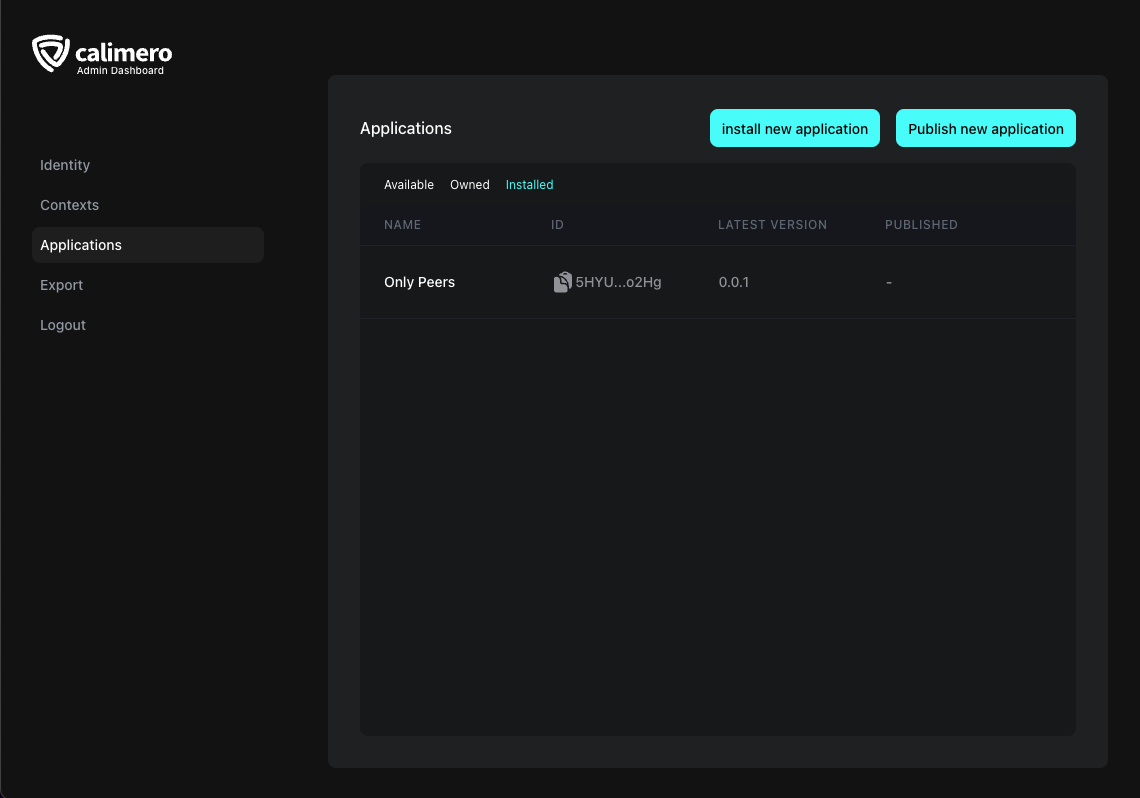 calimero
Admin Dashboard
Identity
Contexts
Applications
Export
Logout
Applications
install new application
Publish new application
Available Owned Installed
NAME ID LATEST VERSION PUBLISHED
Only Peers 5HYU...o2Hg 0.0.1 -